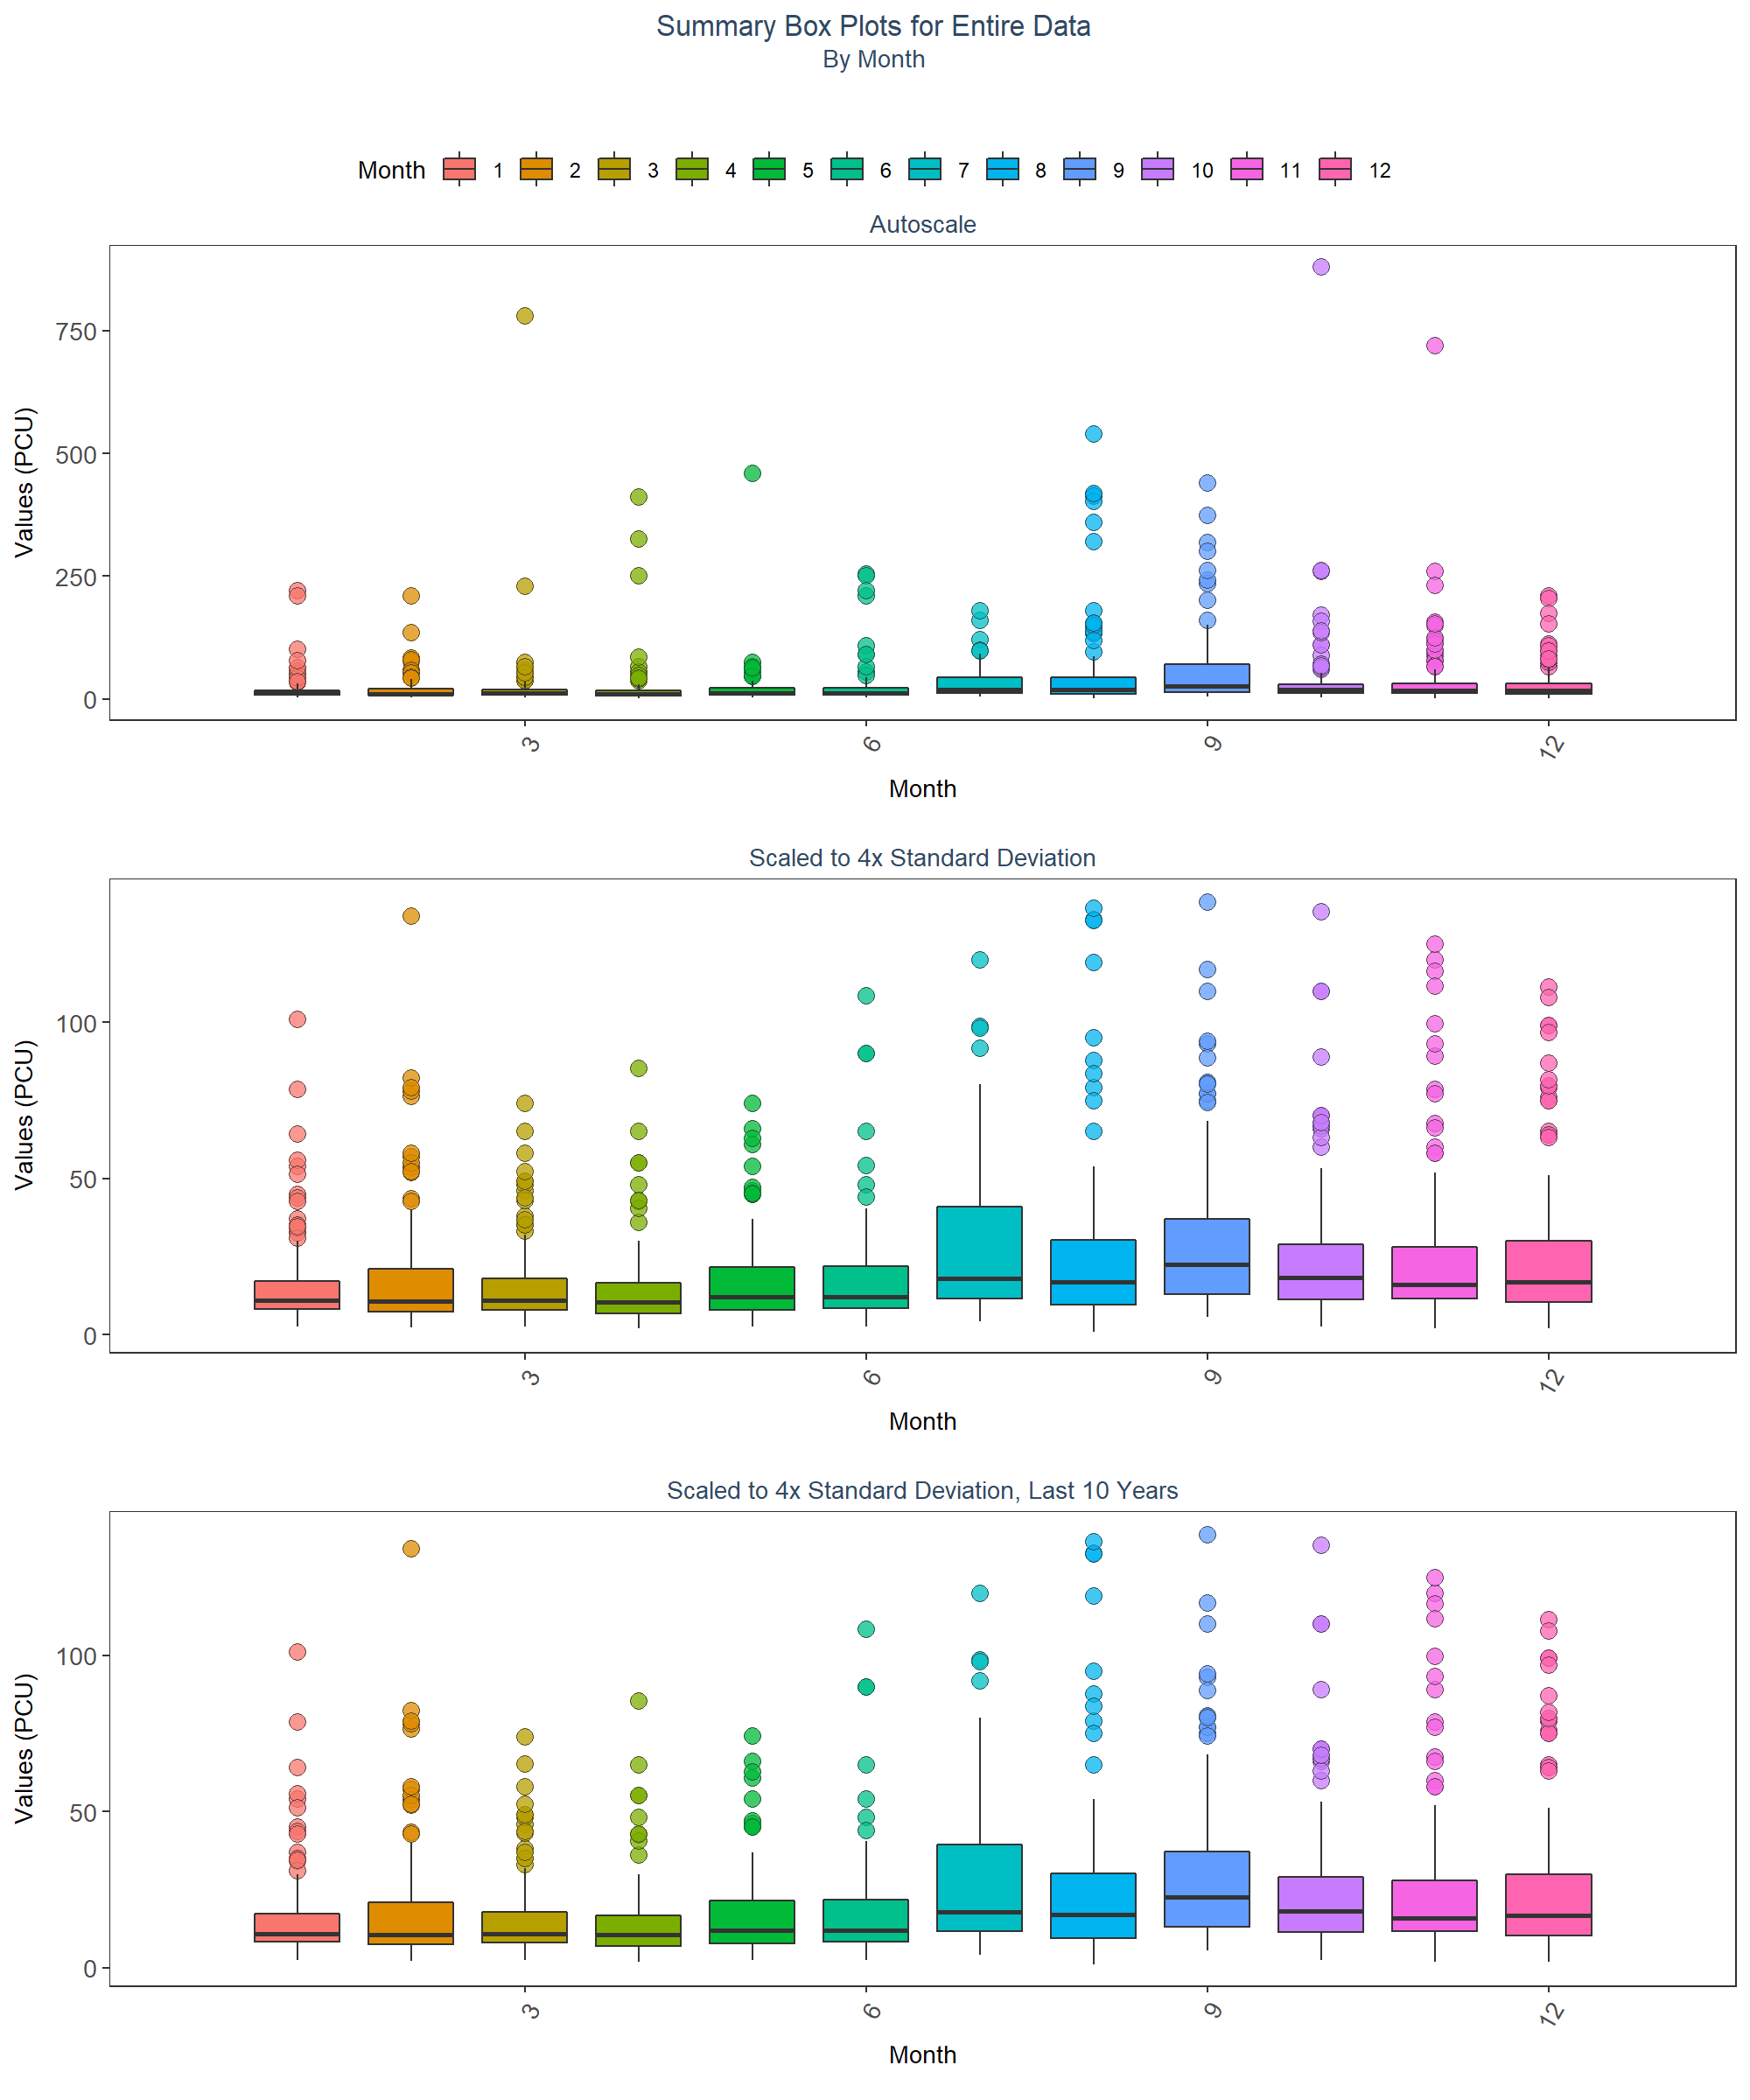 Summary Box Plots for Entire Data
By Month
Month 1 2 3 4 5 6 7 8 9 10 11 12
Autoscale
Values (PCU)
750
500
250
0
3 6 9 12
Month
Scaled to 4x Standard Deviation
Values (PCU)
100
50
0
3 6 9 12
Month
Scaled to 4x Standard Deviation, Last 10 Years
Values (PCU)
100
50
0
3 6 9 12
Month